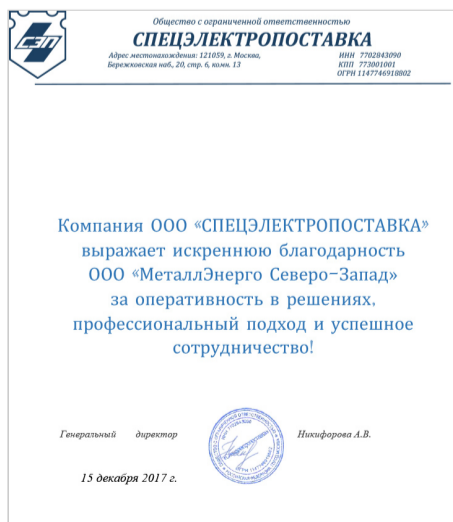 СЭП
Общество с ограниченной ответственностью
СПЕЦЭЛЕКТРОПОСТАВКА
Адрес местонахождения: 121059, г. Москва,
Бережковская наб., 20, стр. 6, комн. 13
ИНН 7702843090
КПП 773001001
ОГРН 1147746918802
Компания ООО «СПЕЦЭЛЕКТРОПОСТАВКА»
выражает искреннюю благодарность
ООО «МеталлЭнерго Северо-Запад»
за оперативность в решениях,
профессиональный подход и успешное
сотрудничество!
Генеральный директор
Никифорова А.В.
15 декабря 2017 г.